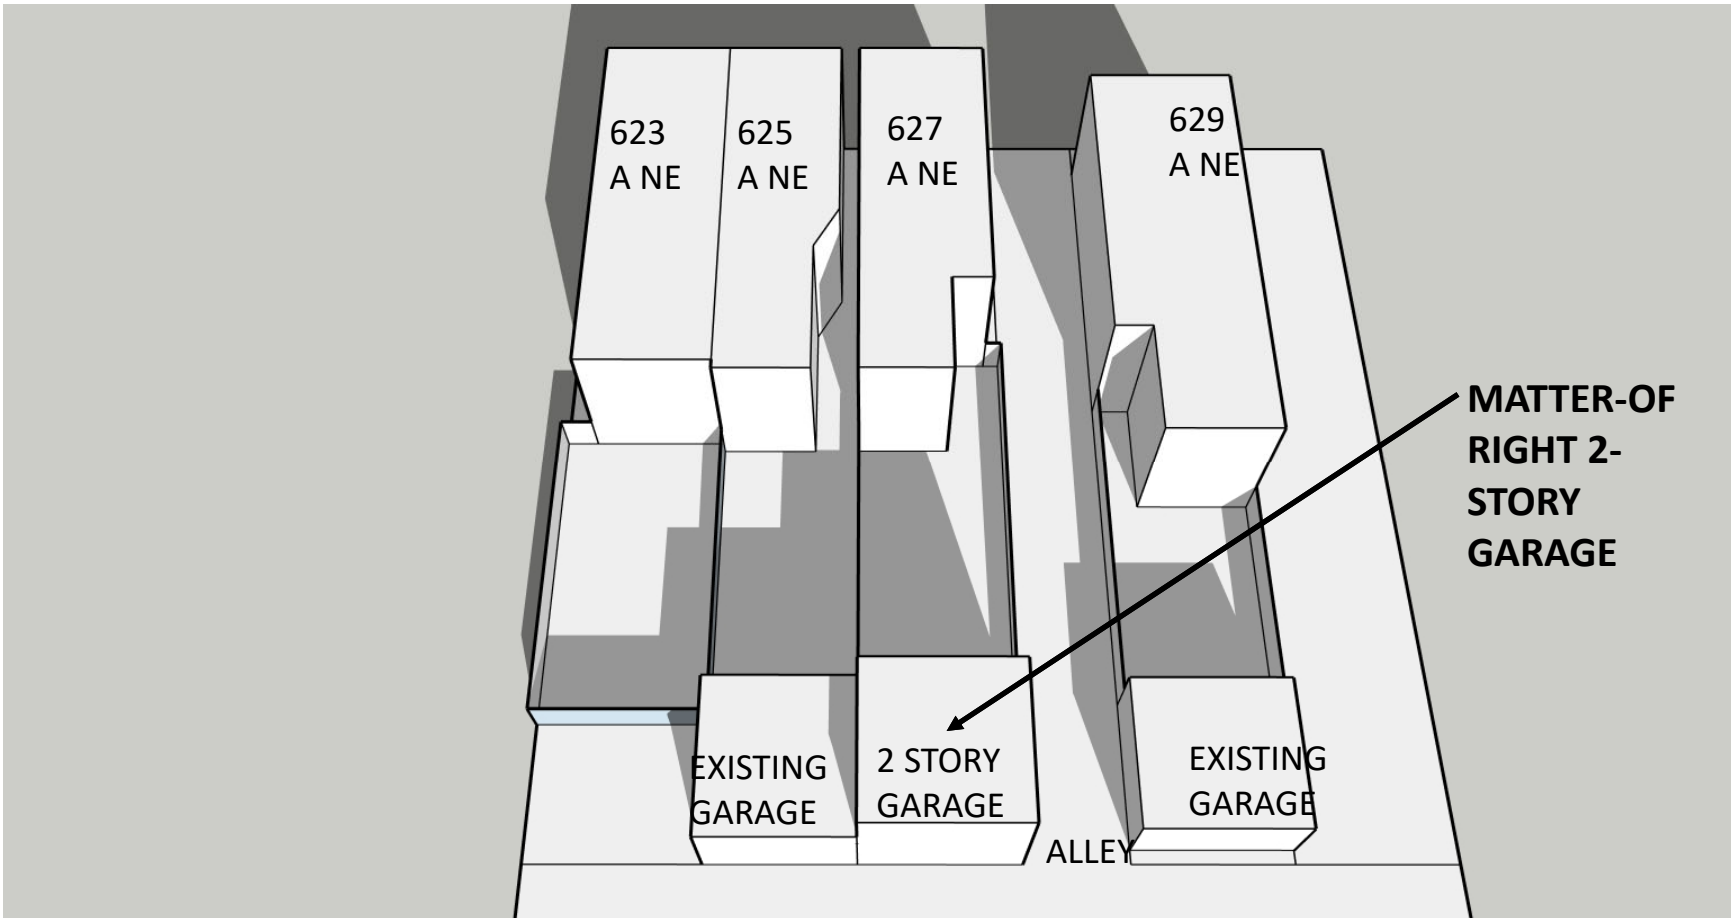 623
A NE
625
A NE
627
A NE
629
A NE
MATTER-OF
RIGHT 2-
STORY
GARAGE
EXISTING
GARAGE
2 STORY
GARAGE
EXISTING
GARAGE
ALLEY